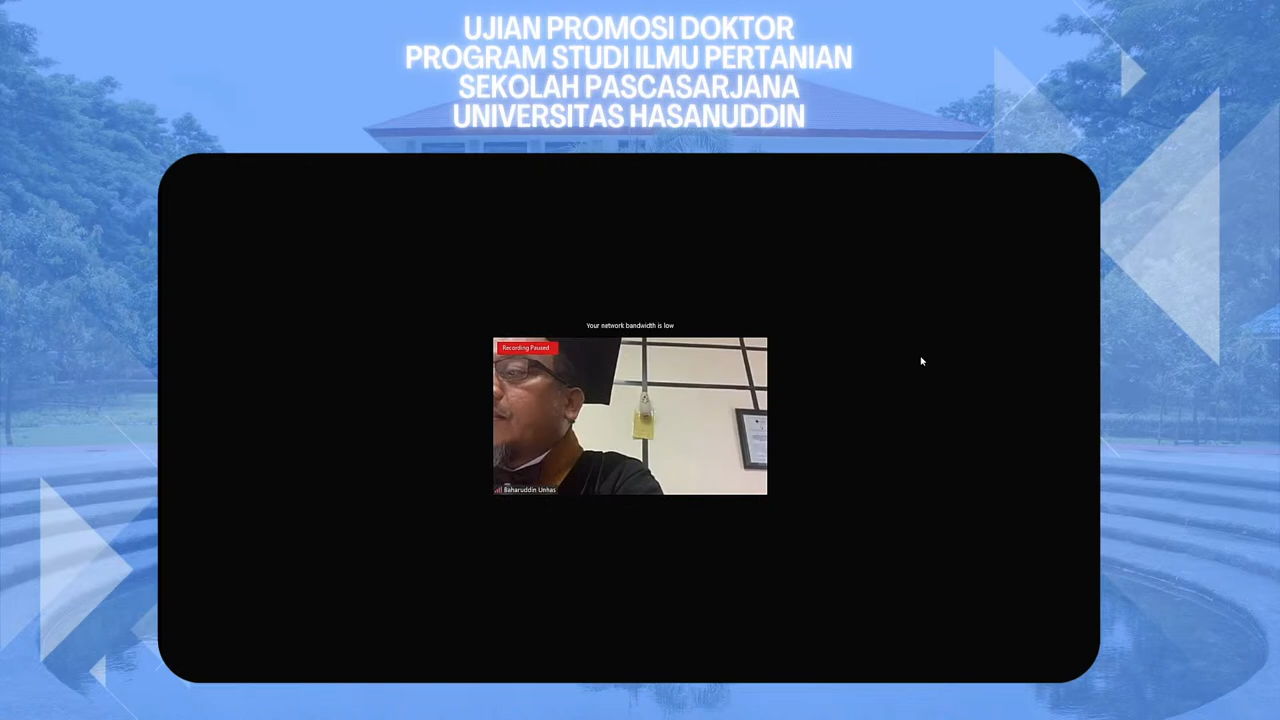 UJIAN PROMOSI DOKTOR
PROGRAM STUDI ILMU PERTANIAN
SEKOLAH PASCASARJANA
UNIVERSITAS HASANUDDIN
Your network bandwidth is low
Recording Paused
Baharuddin Unhas